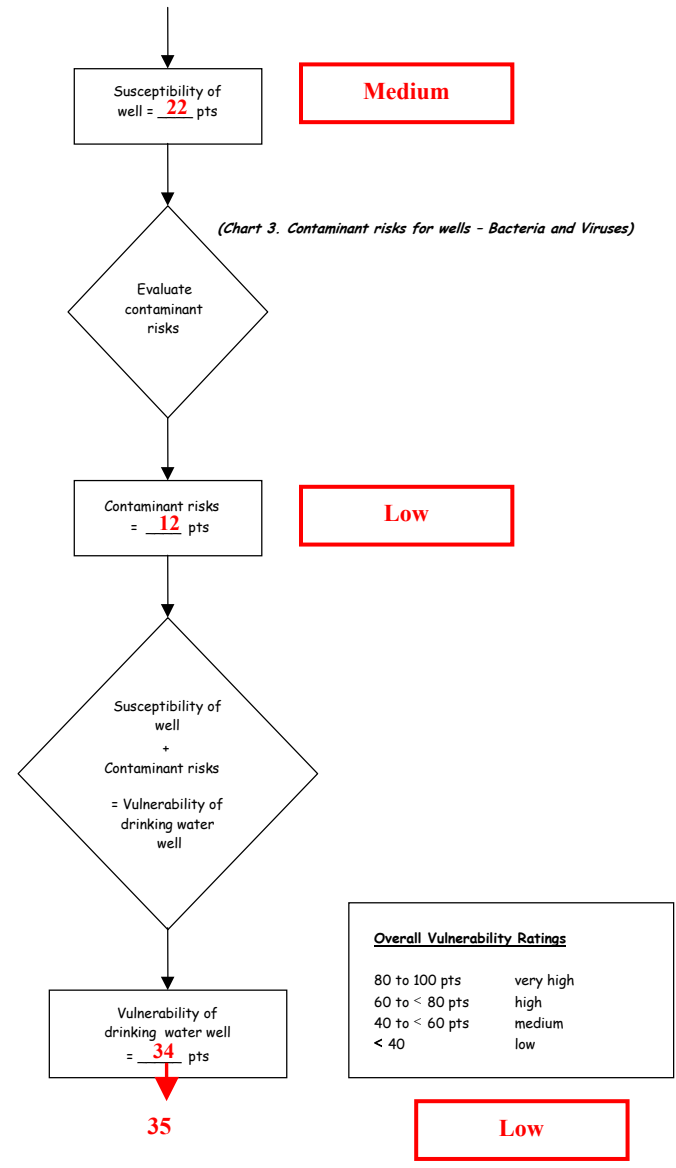 Susceptibility of
well = 22 pts
Medium
(Chart 3. Contaminant risks for wells – Bacteria and Viruses)
Evaluate
contaminant
risks
Contaminant risks
= 12 pts
Low
Susceptibility of
well
+
Contaminant risks
= Vulnerability of
drinking water
well
Overall Vulnerability Ratings
80 to 100 pts very high
60 to < 80 pts high
40 to < 60 pts medium
< 40 low
Vulnerability of
drinking water well
= 34 pts
35
Low